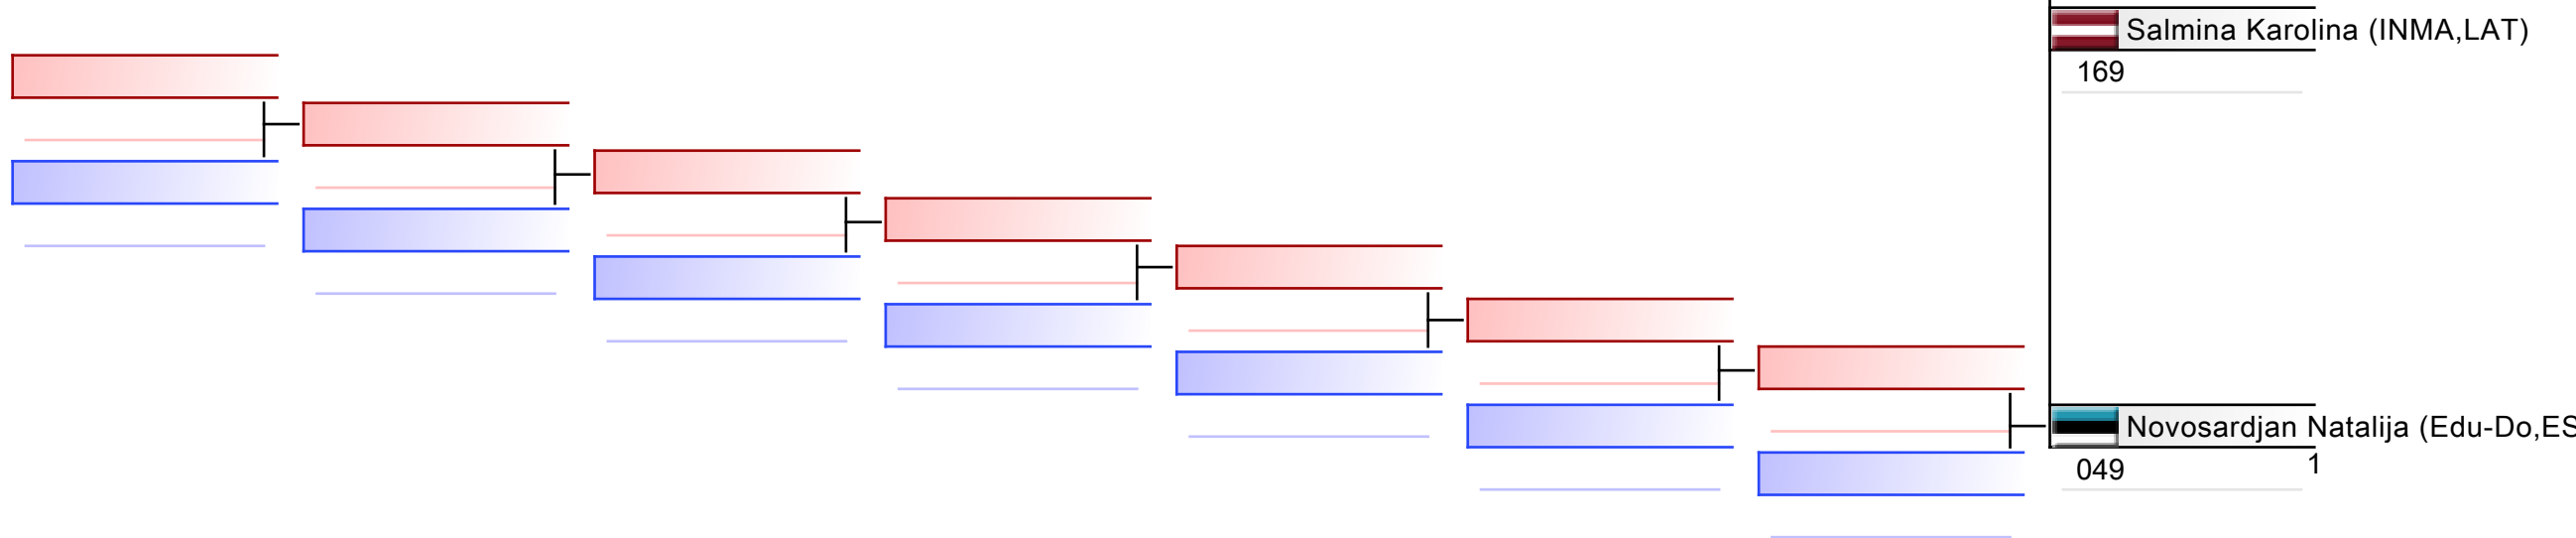 Salmina Karolina (INMA,LAT)
169
Novosardjan Natalija (Edu-Do,ES
049
1